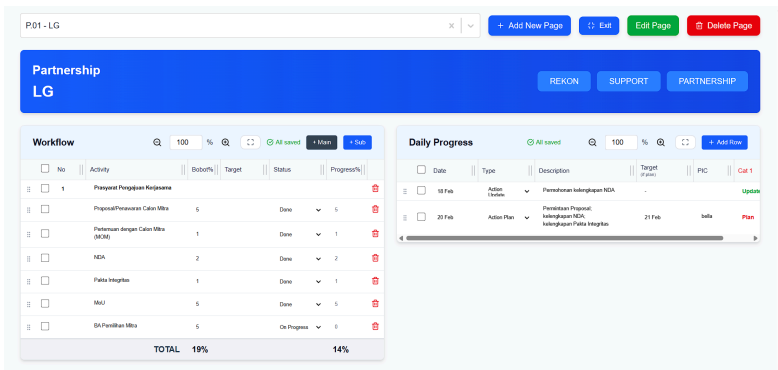 P.01 - LG
+ Add New Page
Exit
Edit Page
Delete Page
Partnership
LG
REKON
SUPPORT
PARTNERSHIP
Workflow
100 %
All saved
+ Main
+ Sub
No Activity Bobot% Target Status Progress%
1 Prasyarat Pengajuan Kerjasama
Proposal/Penawaran Calon Mitra 5 Done 5
Pertemuan dengan Calon Mitra
(MOM) 1 Done 1
NDA 2 Done 2
Pakta Integritas 1 Done 1
MoU 5 Done 5
BA Pemilihan Mitra 5 On Progress
TOTAL 19% 14%
Daily Progress
All saved
100 %
+ Add Row
Date Type Description Target
(if plan) PIC Cat 1
18 Feb Action
Update Permohonan kelengkapan NDA - Update
20 Feb Action Plan Permintaan Proposal;
kelengkapan NDA;
kelengkapan Pakta Integritas 21 Feb bella Plan